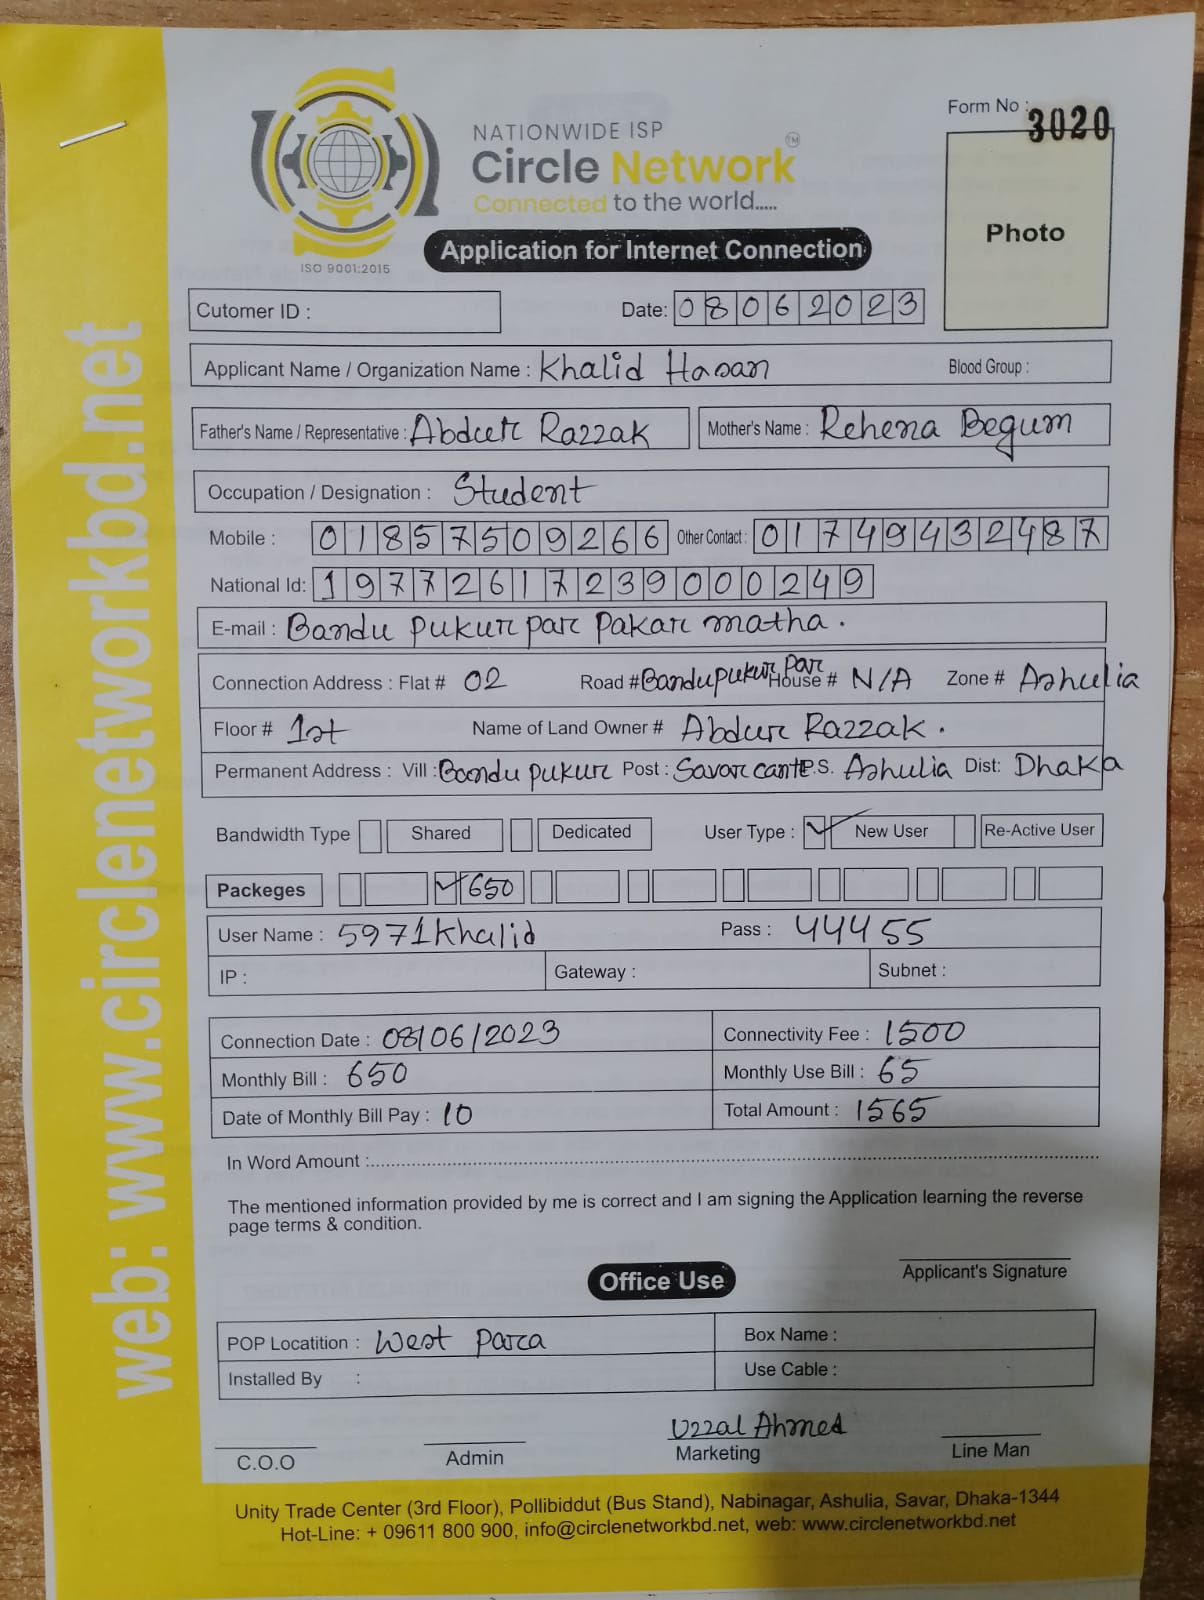 Form No : 3020
NATIONWIDE ISP
Circle Network TM
Connected to the world.....
ISO 9001:2015
Application for Internet Connection
Photo
Cutomer ID :
Date: 08062023
Applicant Name / Organization Name : Khalid Hasan Blood Group :
Father's Name / Representative : Abdur Razzak Mother's Name : Rehena Begum
Occupation / Designation : Student
Mobile : 01857509266 Other Contact : 01749432487
National Id: 19772617239000249
E-mail : Bandu pukur par Pakar matha.
Connection Address : Flat # 02 Road # Bandu pukur par House # N/A Zone # Ashulia
Floor # 1st Name of Land Owner # Abdur Razzak.
Permanent Address : Vill : Bandu pukur Post : Savar cantt P.S. Ashulia Dist: Dhaka
Bandwidth Type Shared Dedicated User Type : ✓ New User Re-Active User
Packeges ✓ 650
User Name : 5971Khalid Pass : 44455
IP : Gateway : Subnet :
Connection Date : 08/06/2023 Connectivity Fee : 1500
Monthly Bill : 650 Monthly Use Bill : 65
Date of Monthly Bill Pay : 10 Total Amount : 1565
In Word Amount :
The mentioned information provided by me is correct and I am signing the Application learning the reverse
page terms & condition.
Applicant's Signature
Office Use
POP Locatition : West Para Box Name :
Installed By : Use Cable :
Uzzal Ahmed
C.O.O Admin Marketing Line Man
Unity Trade Center (3rd Floor), Pollibiddut (Bus Stand), Nabinagar, Ashulia, Savar, Dhaka-1344
Hot-Line: + 09611 800 900, info@circlenetworkbd.net, web: www.circlenetworkbd.net
web: www.circlenetworkbd.net